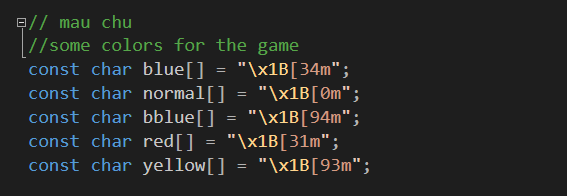 // mau chu
//some colors for the game
const char blue[] = "\x1B[34m";
const char normal[] = "\x1B[0m";
const char bblue[] = "\x1B[94m";
const char red[] = "\x1B[31m";
const char yellow[] = "\x1B[93m";